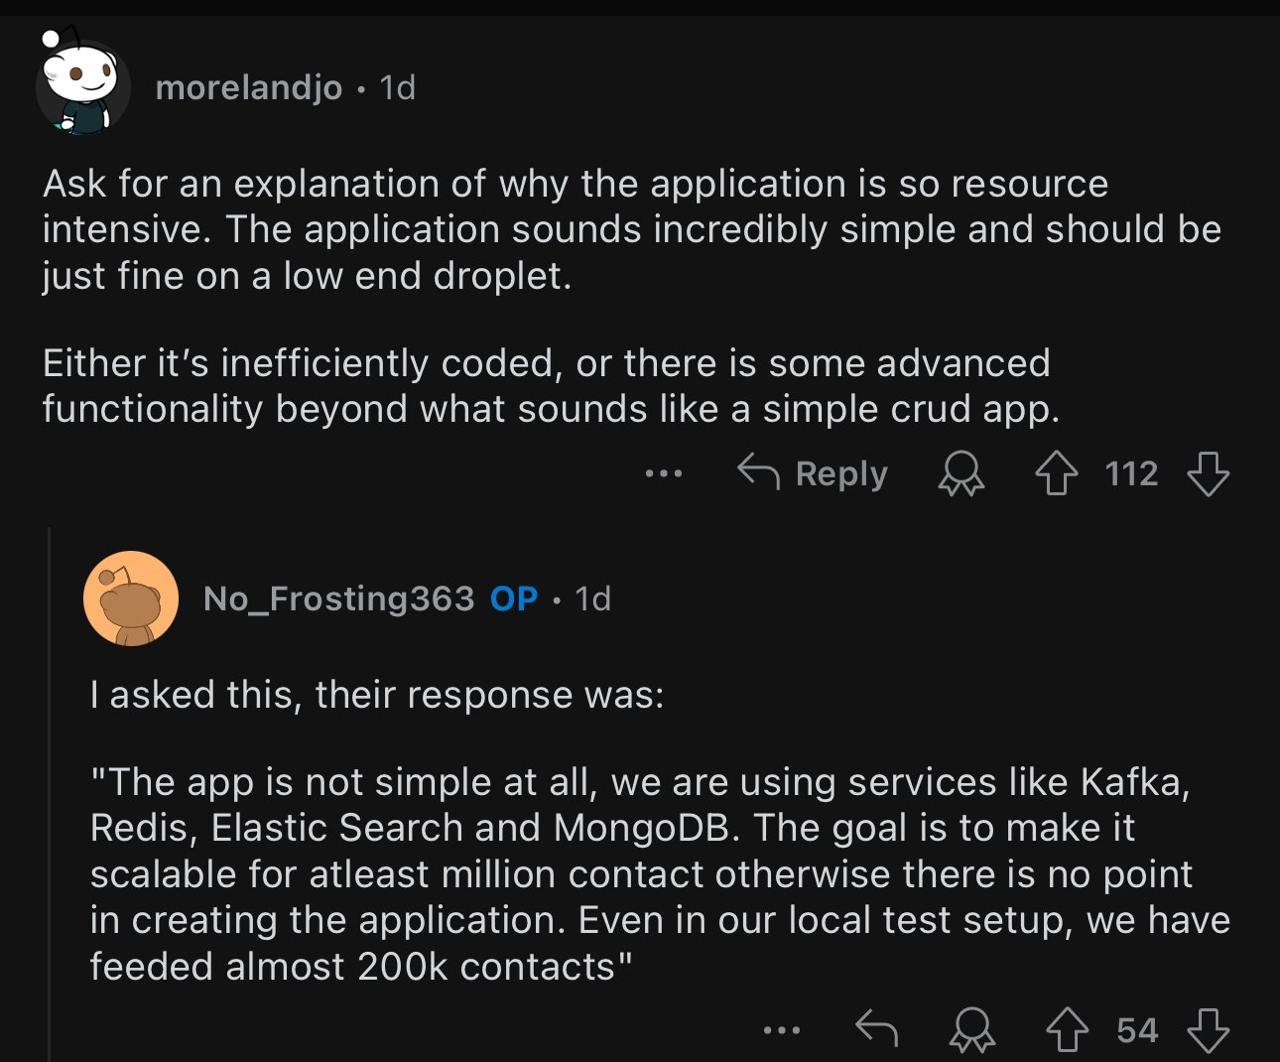 morelandjo • 1d
Ask for an explanation of why the application is so resource
intensive. The application sounds incredibly simple and should be
just fine on a low end droplet.
Either it’s inefficiently coded, or there is some advanced
functionality beyond what sounds like a simple crud app.
... Reply 112
No_Frosting363 OP • 1d
I asked this, their response was:
"The app is not simple at all, we are using services like Kafka,
Redis, Elastic Search and MongoDB. The goal is to make it
scalable for atleast million contact otherwise there is no point
in creating the application. Even in our local test setup, we have
feeded almost 200k contacts"
... 54